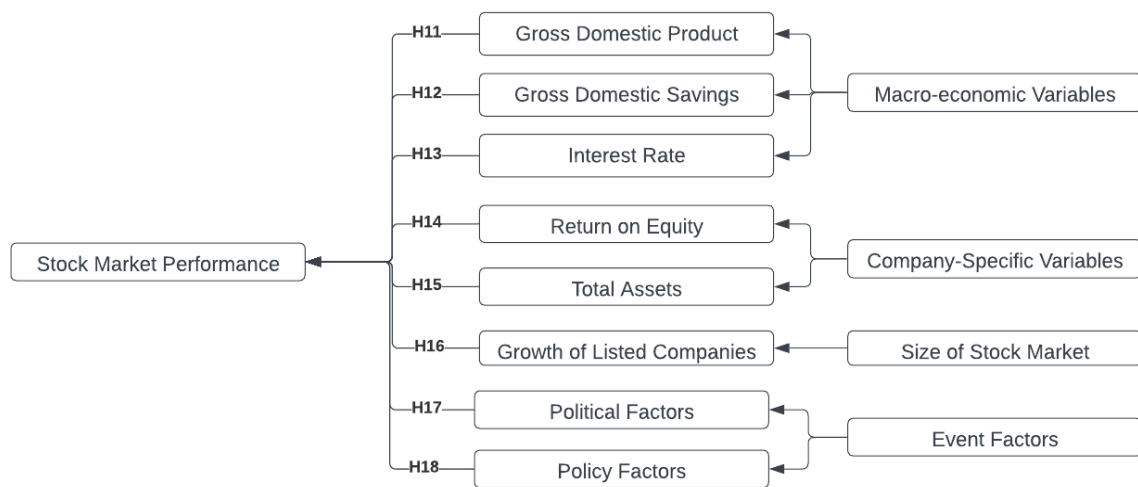 H11
Gross Domestic Product
H12
Gross Domestic Savings
Macro-economic Variables
H13
Interest Rate
H14
Return on Equity
Stock Market Performance
Company-Specific Variables
H15
Total Assets
H16
Growth of Listed Companies
Size of Stock Market
H17
Political Factors
Event Factors
H18
Policy Factors